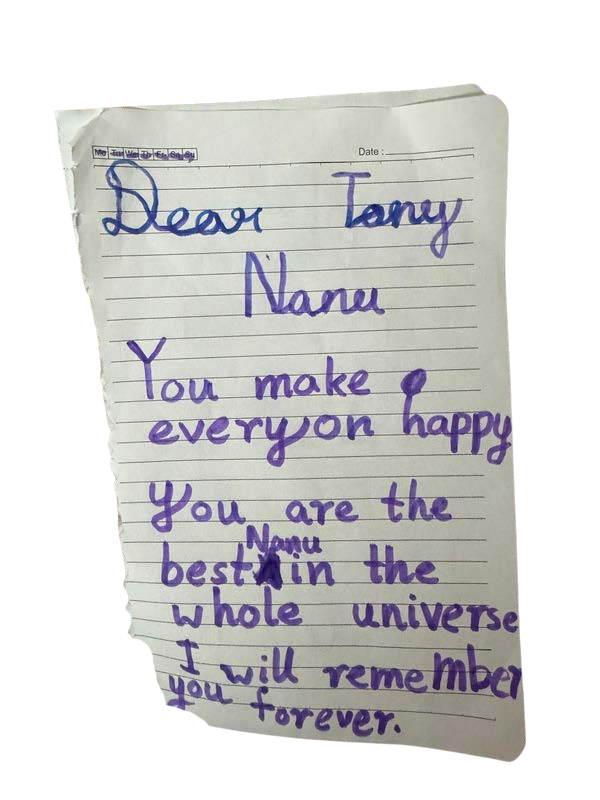 Mo Tu We Th Fr Sa Su
Date :
Dear Tony
Nanu
You make
everyon happy
You are the
Nanu
best in the
whole universe
I will remember
you forever.